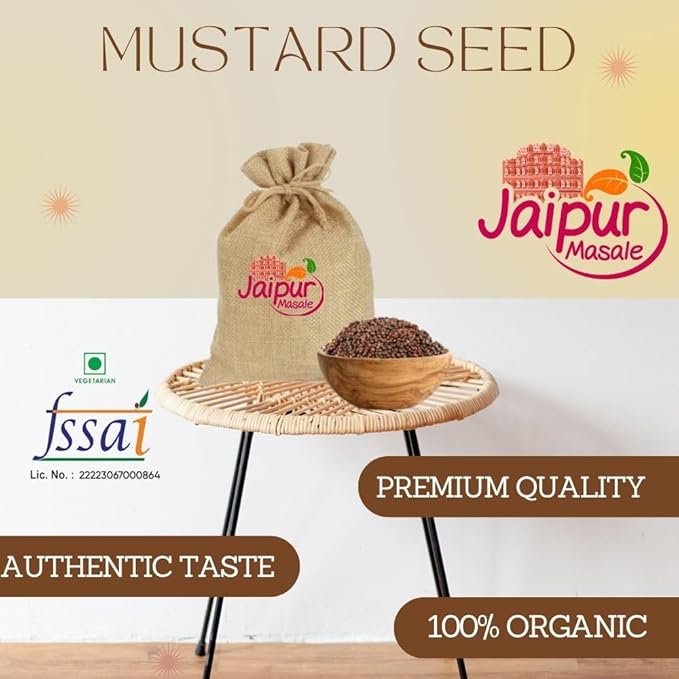 MUSTARD SEED
Jaipur
Masale
Jaipur
Masale
VEGETARIAN
fssai
Lic. No. : 22223067000864
PREMIUM QUALITY
AUTHENTIC TASTE
100% ORGANIC